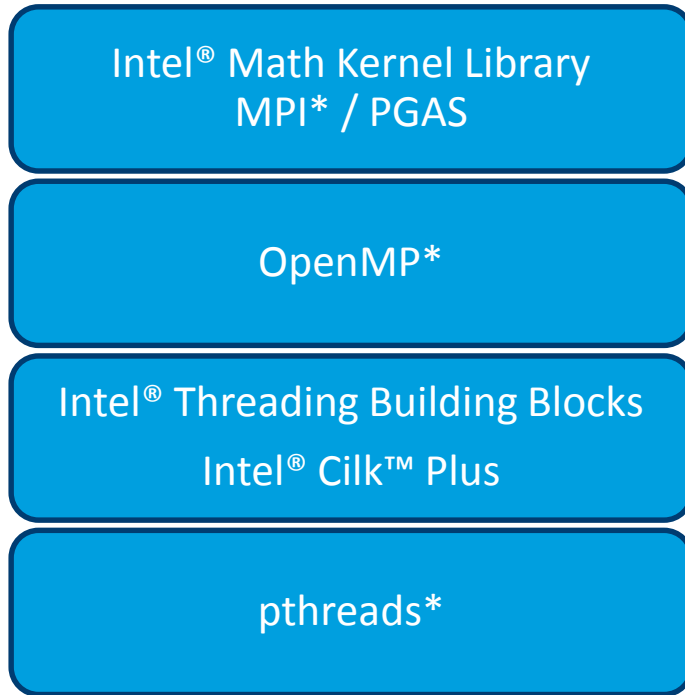 Intel® Math Kernel Library
MPI* / PGAS
OpenMP*
Intel® Threading Building Blocks
Intel® Cilk™ Plus
pthreads*